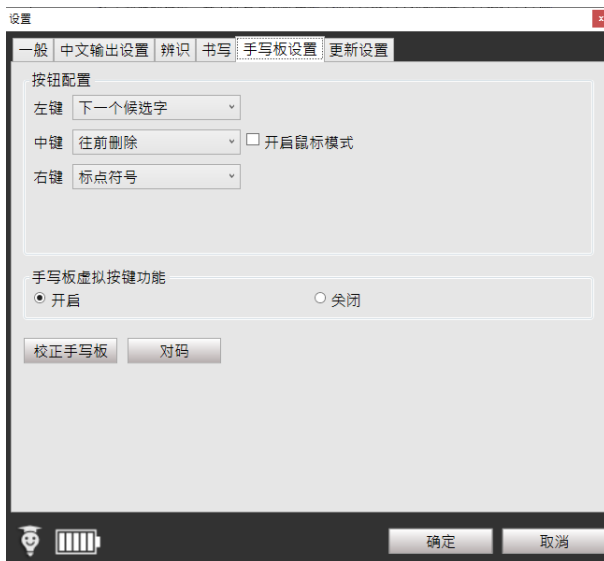 设置
一般 中文输出设置 辨识 书写 手写板设置 更新设置
按钮配置
左键 下一个候选字
中键 往前删除 开启鼠标模式
右键 标点符号
手写板虚拟按键功能
开启 关闭
校正手写板 对码
确定 取消